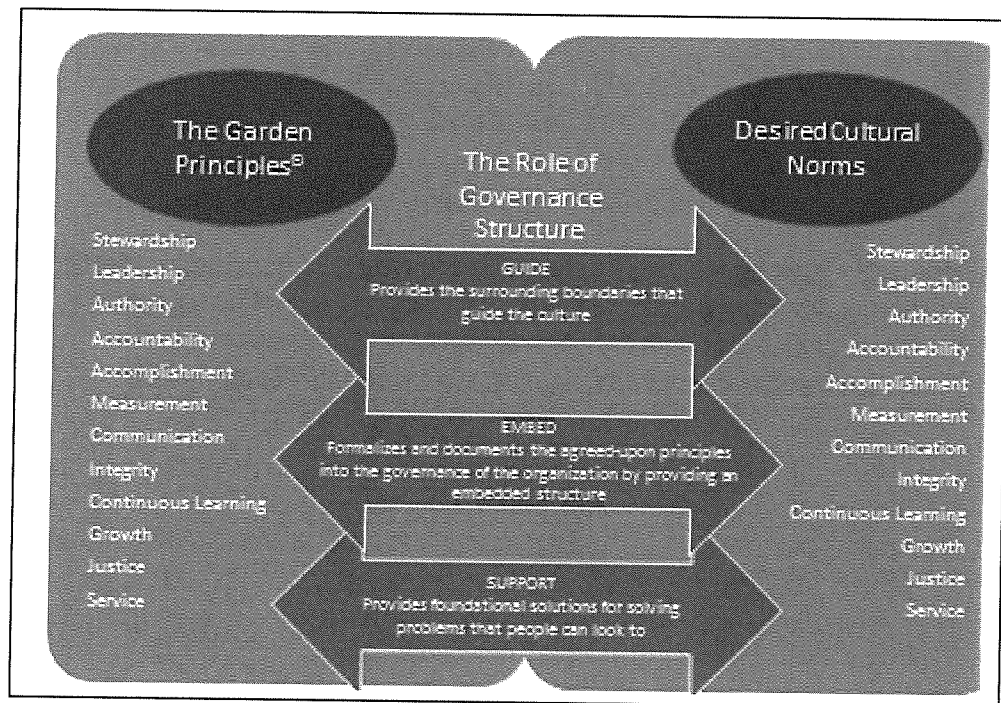 The Garden
Principles®
Stewardship
Leadership
Authority
Accountability
Accomplishment
Measurement
Communication
Integrity
Continuous Learning
Growth
Justice
Service
The Role of
Governance
Structure
GUIDE
Provides the surrounding boundaries that
guide the culture
EMBED
Formalizes and documents the agreed-upon principles
into the governance of the organization by providing an
embedded structure
SUPPORT
Provides foundational solutions for solving
problems that people can look to
Desired Cultural
Norms
Stewardship
Leadership
Authority
Accountability
Accomplishment
Measurement
Communication
Integrity
Continuous Learning
Growth
Justice
Service